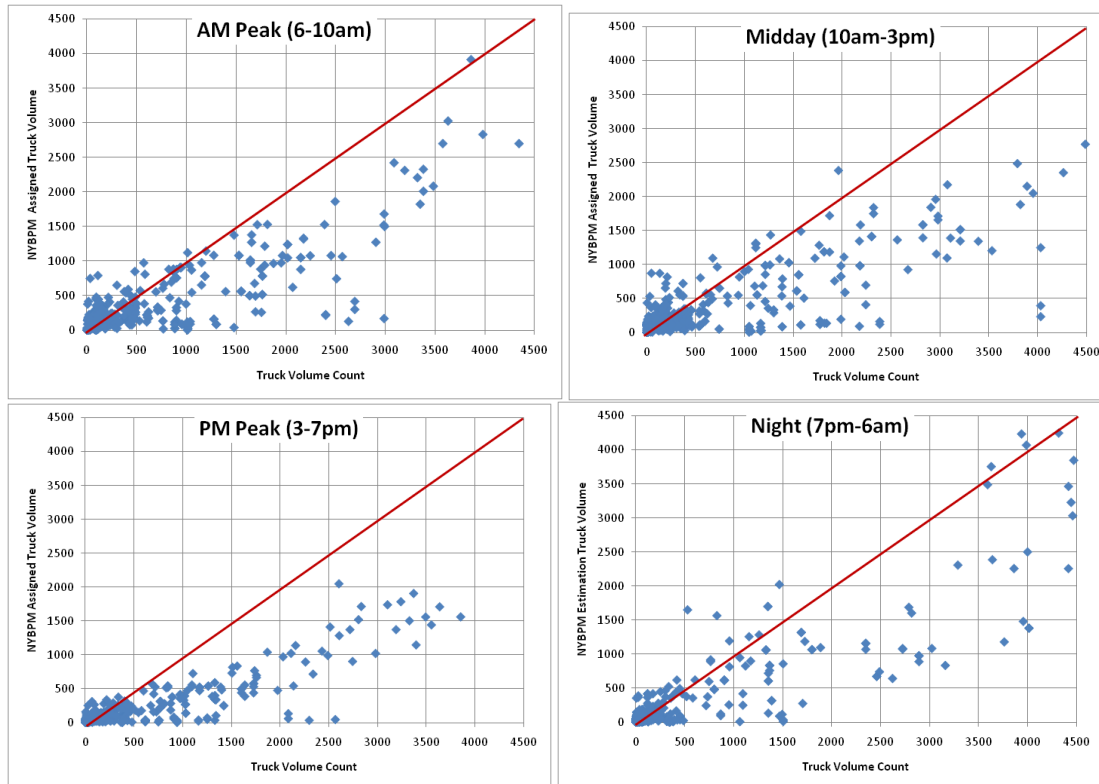 AM Peak (6-10am)
NYBPM Assigned Truck Volume
4500
4000
3500
3000
2500
2000
1500
1000
500
0
0 500 1000 1500 2000 2500 3000 3500 4000 4500
Truck Volume Count
Midday (10am-3pm)
NYBPM Assigned Truck Volume
4500
4000
3500
3000
2500
2000
1500
1000
500
0
0 500 1000 1500 2000 2500 3000 3500 4000 4500
Truck Volume Count
PM Peak (3-7pm)
NYBPM Assigned Truck Volume
4500
4000
3500
3000
2500
2000
1500
1000
500
0
0 500 1000 1500 2000 2500 3000 3500 4000 4500
Truck Volume Count
Night (7pm-6am)
NYBPM Estimation Truck Volume
4500
4000
3500
3000
2500
2000
1500
1000
500
0
0 500 1000 1500 2000 2500 3000 3500 4000 4500
Truck Volume Count